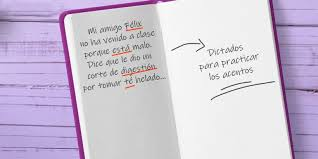 Mi amigo Félix
no ha venido a clase
porque está malo.
Dice que le dio un
corte de digestión
por tomar té helado...
Dictados
para practicar
los acentos